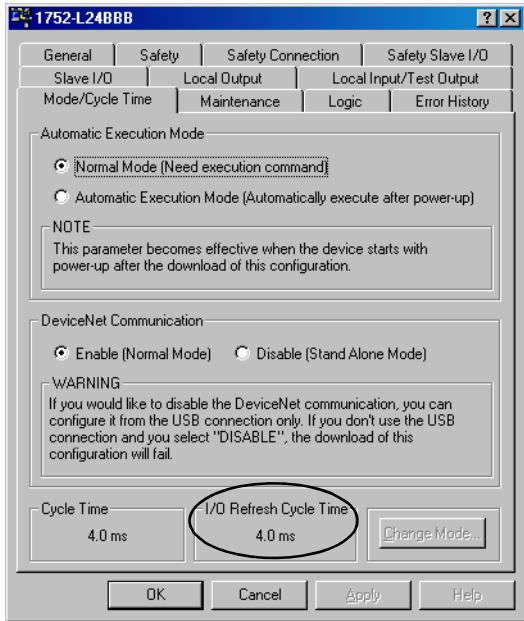 1752-L24BBB
General Safety Safety Connection Safety Slave I/O
Slave I/O Local Output Local Input/Test Output
Mode/Cycle Time Maintenance Logic Error History
Automatic Execution Mode
Normal Mode (Need execution command)
Automatic Execution Mode (Automatically execute after power-up)
NOTE
This parameter becomes effective when the device starts with
power-up after the download of this configuration.
DeviceNet Communication
Enable (Normal Mode) Disable (Stand Alone Mode)
WARNING
If you would like to disable the DeviceNet communication, you can
configure it from the USB connection only. If you don't use the USB
connection and you select "DISABLE", the download of this
configuration will fail.
Cycle Time I/O Refresh Cycle Time
4.0 ms 4.0 ms Change Mode...
OK Cancel Apply Help